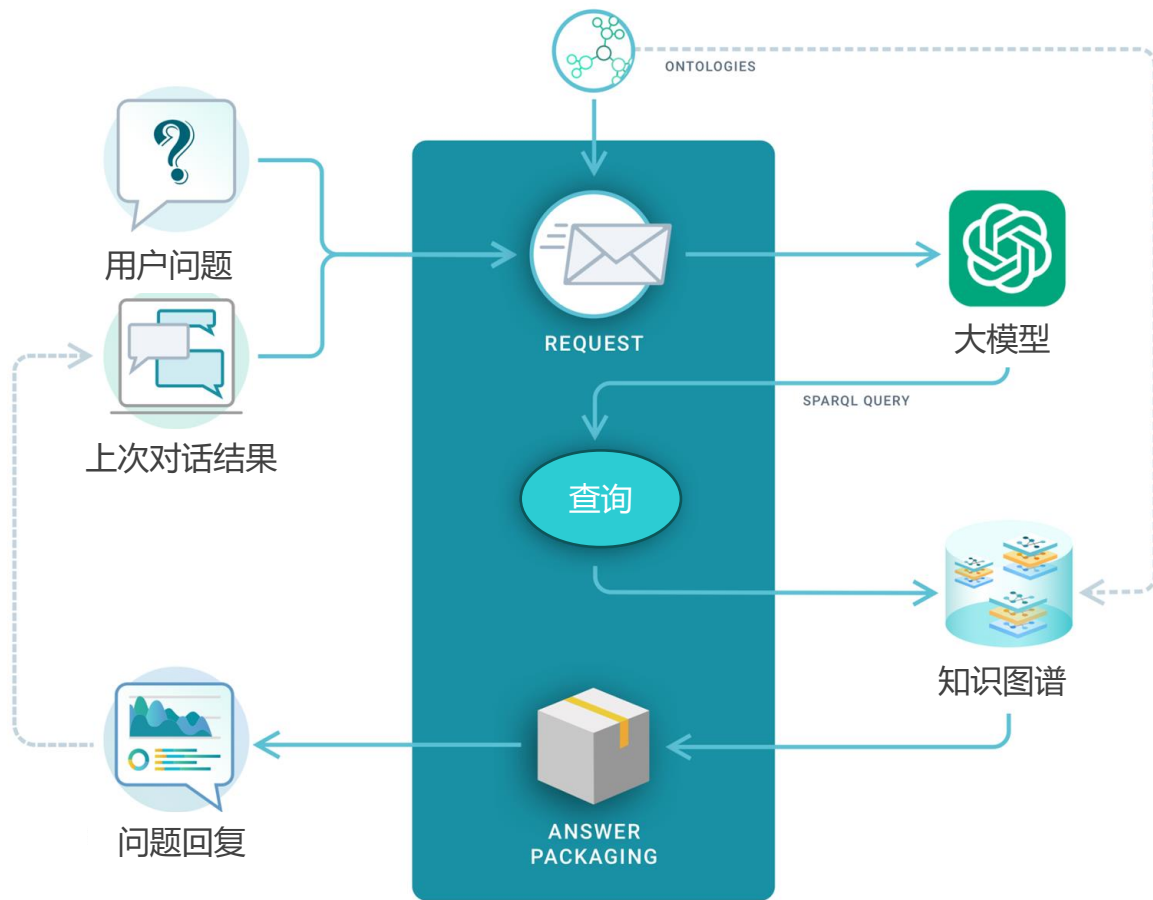 ONTOLOGIES
用户问题
REQUEST
大模型
SPARQL QUERY
上次对话结果
查询
知识图谱
问题回复
ANSWER
PACKAGING